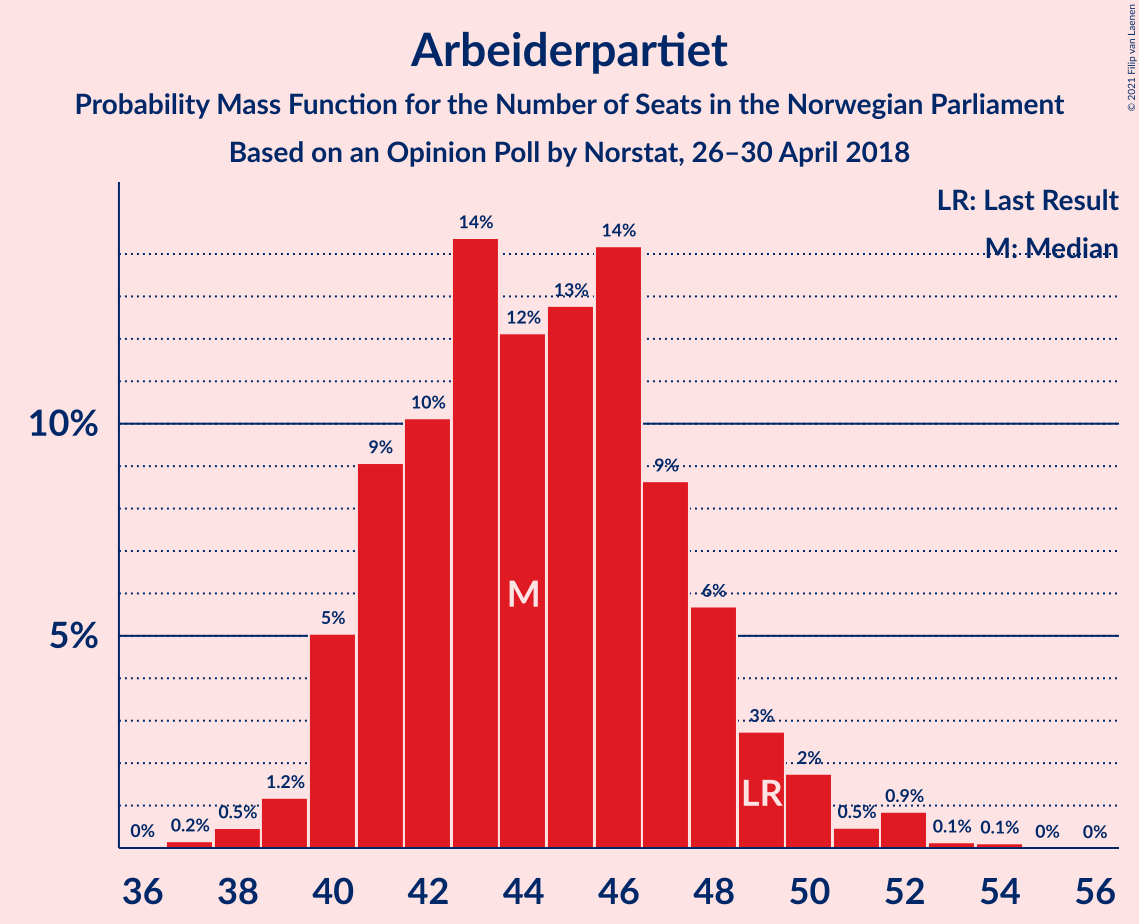 Arbeiderpartiet
Probability Mass Function for the Number of Seats in the Norwegian Parliament
Based on an Opinion Poll by Norstat, 26–30 April 2018
© 2021 Filip van Laenen
LR: Last Result
M: Median
10%
5%
0%
0.2%
0.5%
1.2%
5%
9%
10%
14%
12%
13%
14%
9%
6%
3%
2%
0.5%
0.9%
0.1%
0.1%
0%
0%
M
LR
36 38 40 42 44 46 48 50 52 54 56